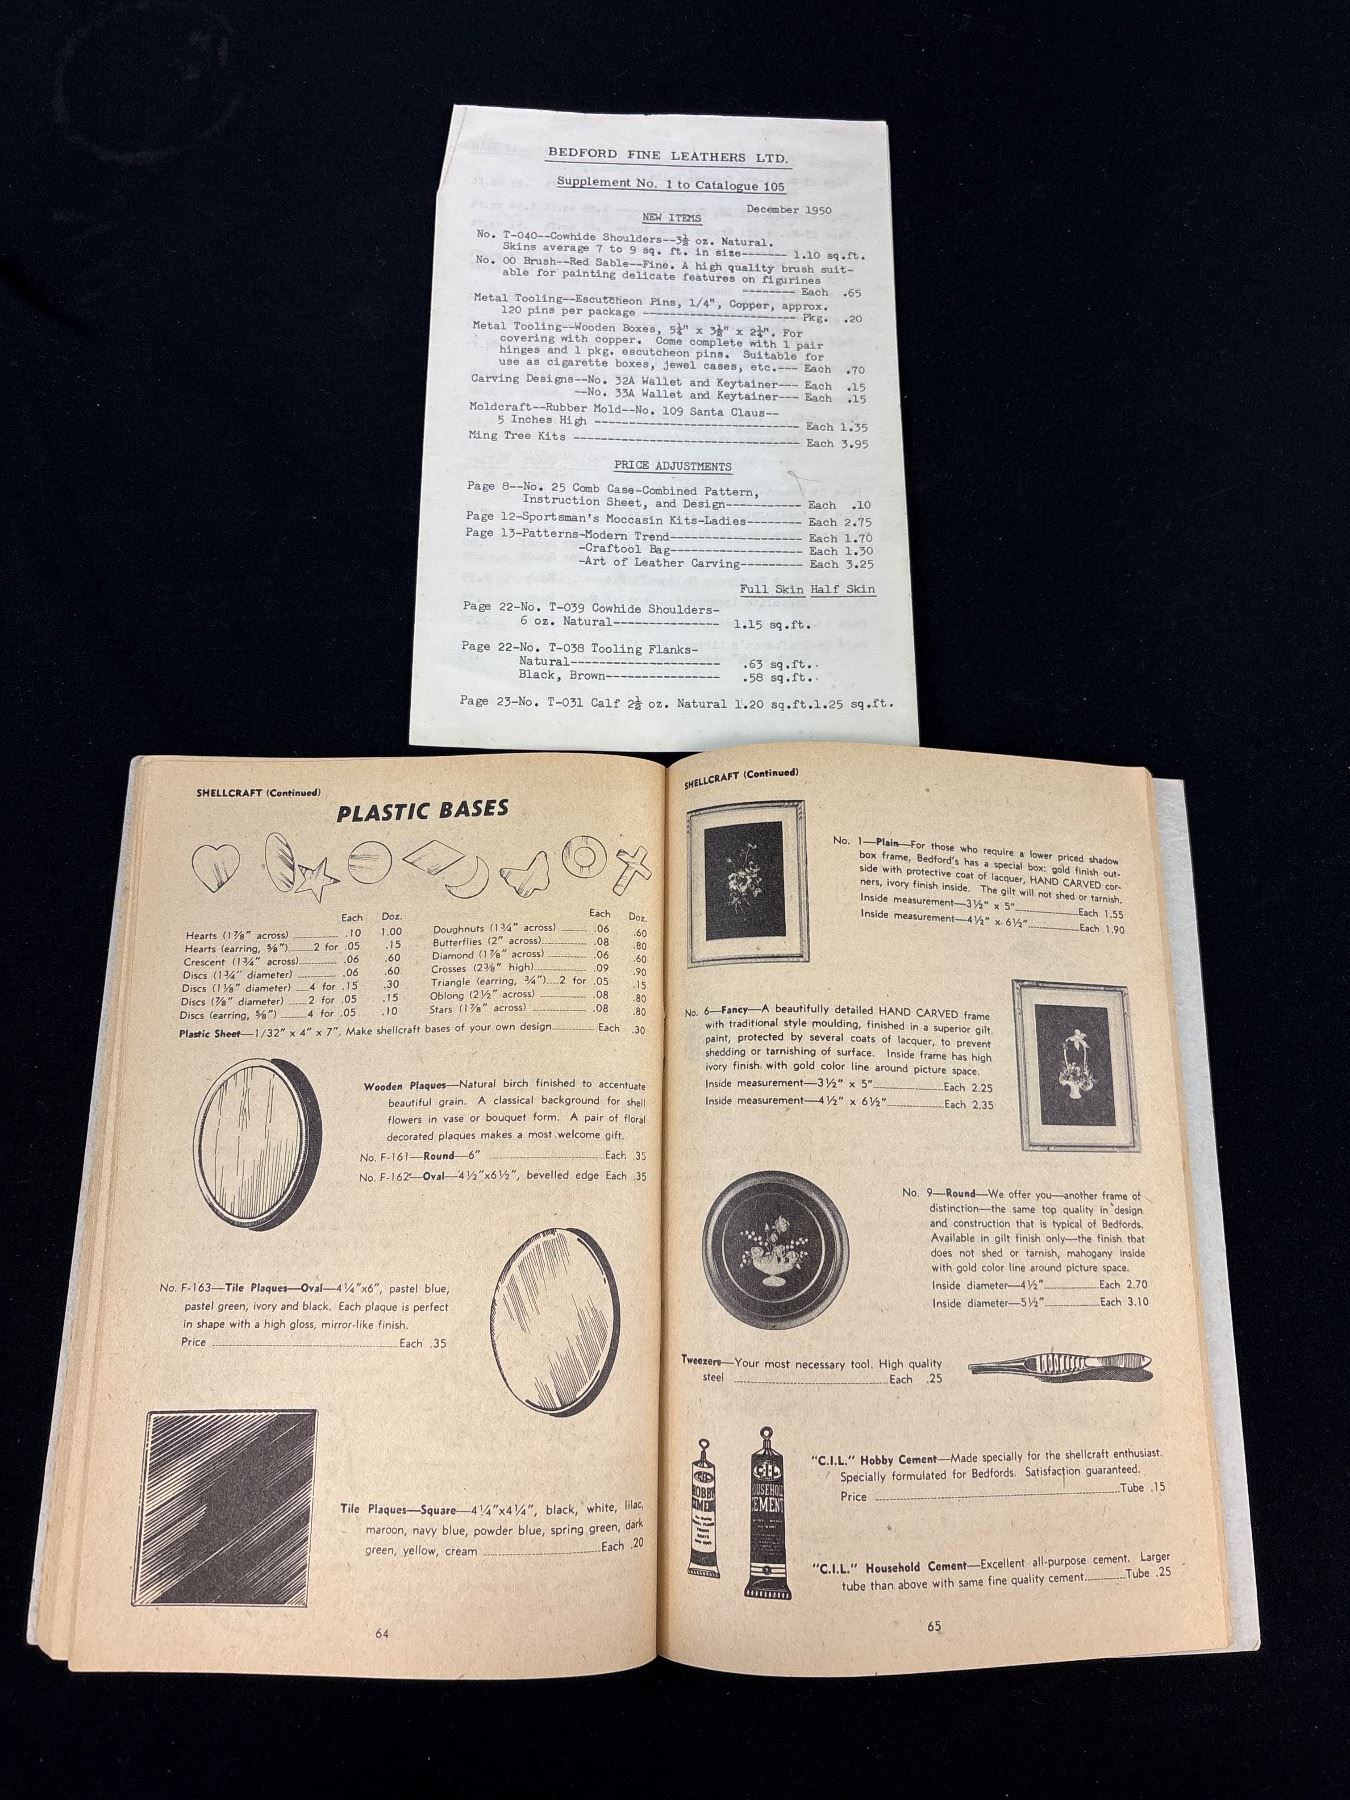 BEDFORD FINE LEATHERS LTD.
Supplement No. 1 to Catalogue 105
December 1950
NEW ITEMS
No. T-040--Cowhide Shoulders--3½ oz. Natural.
Skins average 7 to 9 sq. ft. in size------- 1.10 sq.ft.
No. 00 Brush--Red Sable--Fine. A high quality brush suit-
able for painting delicate features on figurines
-------- Each .65
Metal Tooling--Escutcheon Pins, 1/4", Copper, approx.
120 pins per package ----------------------- Pkg. .20
Metal Tooling--Wooden Boxes, 5¼" x 3½" x 2¼". For
covering with copper. Come complete with 1 pair
hinges and 1 pkg. escutcheon pins. Suitable for
use as cigarette boxes, jewel cases, etc.--- Each .70
Carving Designs--No. 32A Wallet and Keytainer--- Each .15
--No. 33A Wallet and Keytainer--- Each .15
Moldcraft--Rubber Mold--No. 109 Santa Claus--
5 Inches High ------------------------------ Each 1.35
Ming Tree Kits --------------------------------- Each 3.95
PRICE ADJUSTMENTS
Page 8--No. 25 Comb Case-Combined Pattern,
Instruction Sheet, and Design----------- Each .10
Page 12-Sportsman's Moccasin Kits-Ladies-------- Each 2.75
Page 13-Patterns-Modern Trend------------------- Each 1.70
-Craftool Bag------------------- Each 1.30
-Art of Leather Carving--------- Each 3.25
Full Skin Half Skin
Page 22-No. T-039 Cowhide Shoulders-
6 oz. Natural--------------- 1.15 sq.ft.
Page 22-No. T-038 Tooling Flanks-
Natural--------------------- .63 sq.ft.
Black, Brown---------------- .58 sq.ft.
Page 23-No. T-031 Calf 2½ oz. Natural 1.20 sq.ft.1.25 sq.ft.
SHELLCRAFT (Continued)
PLASTIC BASES
Each Doz.
Hearts (1⅞" across) .10 1.00
Hearts (earring, ⅝") 2 for .05 .15
Crescent (1¾" across) .06 .60
Discs (1¾" diameter) .06 .60
Discs (1⅛" diameter) 4 for .15 .30
Discs (⅞" diameter) 2 for .05 .15
Discs (earring, ⅝") 4 for .05 .10
Each Doz.
Doughnuts (1¾" across) .06 .60
Butterflies (2" across) .08 .80
Diamond (1⅞" across) .06 .60
Crosses (2⅜" high) .09 .90
Triangle (earring, ¾") 2 for .05 .15
Oblong (2½" across) .08 .80
Stars (1⅞" across) .08 .80
Plastic Sheet—1/32" x 4" x 7". Make shellcraft bases of your own design Each .30
Wooden Plaques—Natural birch finished to accentuate
beautiful grain. A classical background for shell
flowers in vase or bouquet form. A pair of floral
decorated plaques makes a most welcome gift.
No. F-161—Round—6" Each .35
No. F-162—Oval—4½"x6½", bevelled edge Each .35
No. F-163—Tile Plaques—Oval—4¼"x6", pastel blue,
pastel green, ivory and black. Each plaque is perfect
in shape with a high gloss, mirror-like finish.
Price Each .35
Tile Plaques—Square—4¼"x4¼", black, white, lilac,
maroon, navy blue, powder blue, spring green, dark
green, yellow, cream Each .20
64
SHELLCRAFT (Continued)
No. 1—Plain—For those who require a lower priced shadow
box frame, Bedford's has a special box: gold finish out-
side with protective coat of lacquer, HAND CARVED cor-
ners, ivory finish inside. The gilt will not shed or tarnish.
Inside measurement—3½" x 5" Each 1.55
Inside measurement—4½" x 6½" Each 1.90
No. 6—Fancy—A beautifully detailed HAND CARVED frame
with traditional style moulding, finished in a superior gilt
paint, protected by several coats of lacquer, to prevent
shedding or tarnishing of surface. Inside frame has high
ivory finish with gold color line around picture space.
Inside measurement—3½" x 5" Each 2.25
Inside measurement—4½" x 6½" Each 2.35
No. 9—Round—We offer you—another frame of
distinction—the same top quality in design
and construction that is typical of Bedfords.
Available in gilt finish only—the finish that
does not shed or tarnish, mahogany inside
with gold color line around picture space.
Inside diameter—4½" Each 2.70
Inside diameter—5½" Each 3.10
Tweezers—Your most necessary tool. High quality
steel Each .25
C-I-L
HOBBY
C-I-L
HOUSEHOLD
CEMENT
"C.I.L." Hobby Cement—Made specially for the shellcraft enthusiast.
Specially formulated for Bedfords. Satisfaction guaranteed.
Price Tube .15
"C.I.L." Household Cement—Excellent all-purpose cement. Larger
tube than above with same fine quality cement Tube .25
65